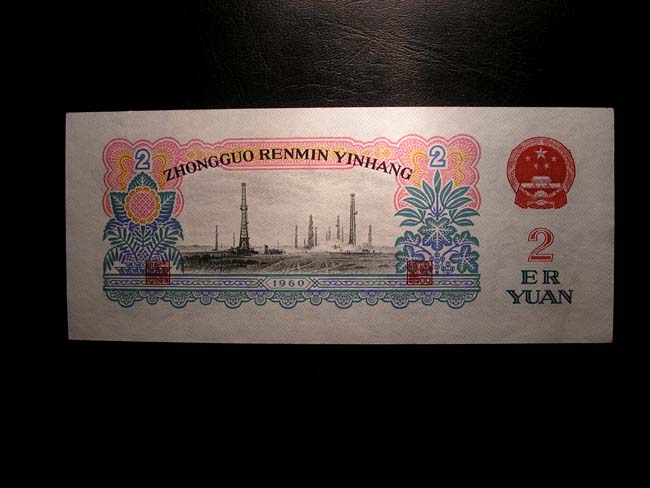 2 ZHONGGUO RENMIN YINHANG 2
1960
2
ER
YUAN